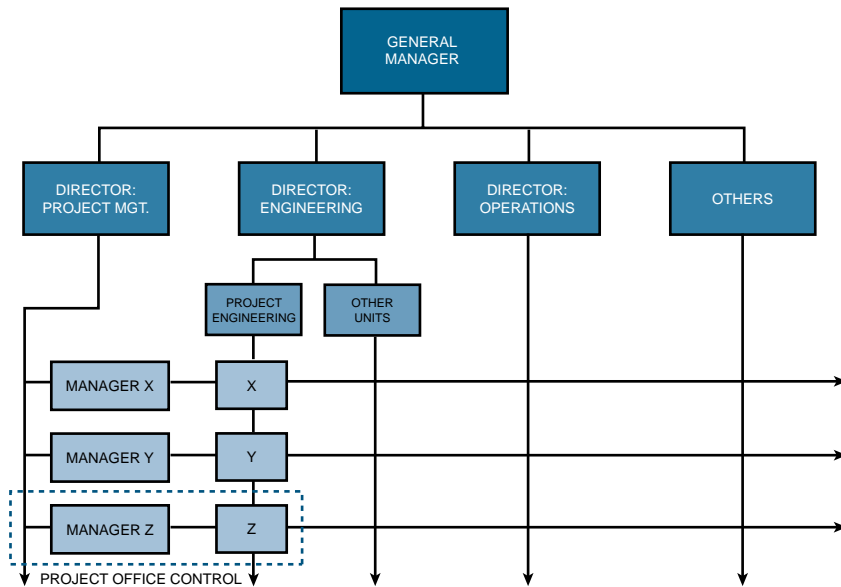 GENERAL
MANAGER
DIRECTOR:
PROJECT MGT.
DIRECTOR:
ENGINEERING
DIRECTOR:
OPERATIONS
OTHERS
PROJECT
ENGINEERING
OTHER
UNITS
MANAGER X
X
MANAGER Y
Y
MANAGER Z
Z
PROJECT OFFICE CONTROL